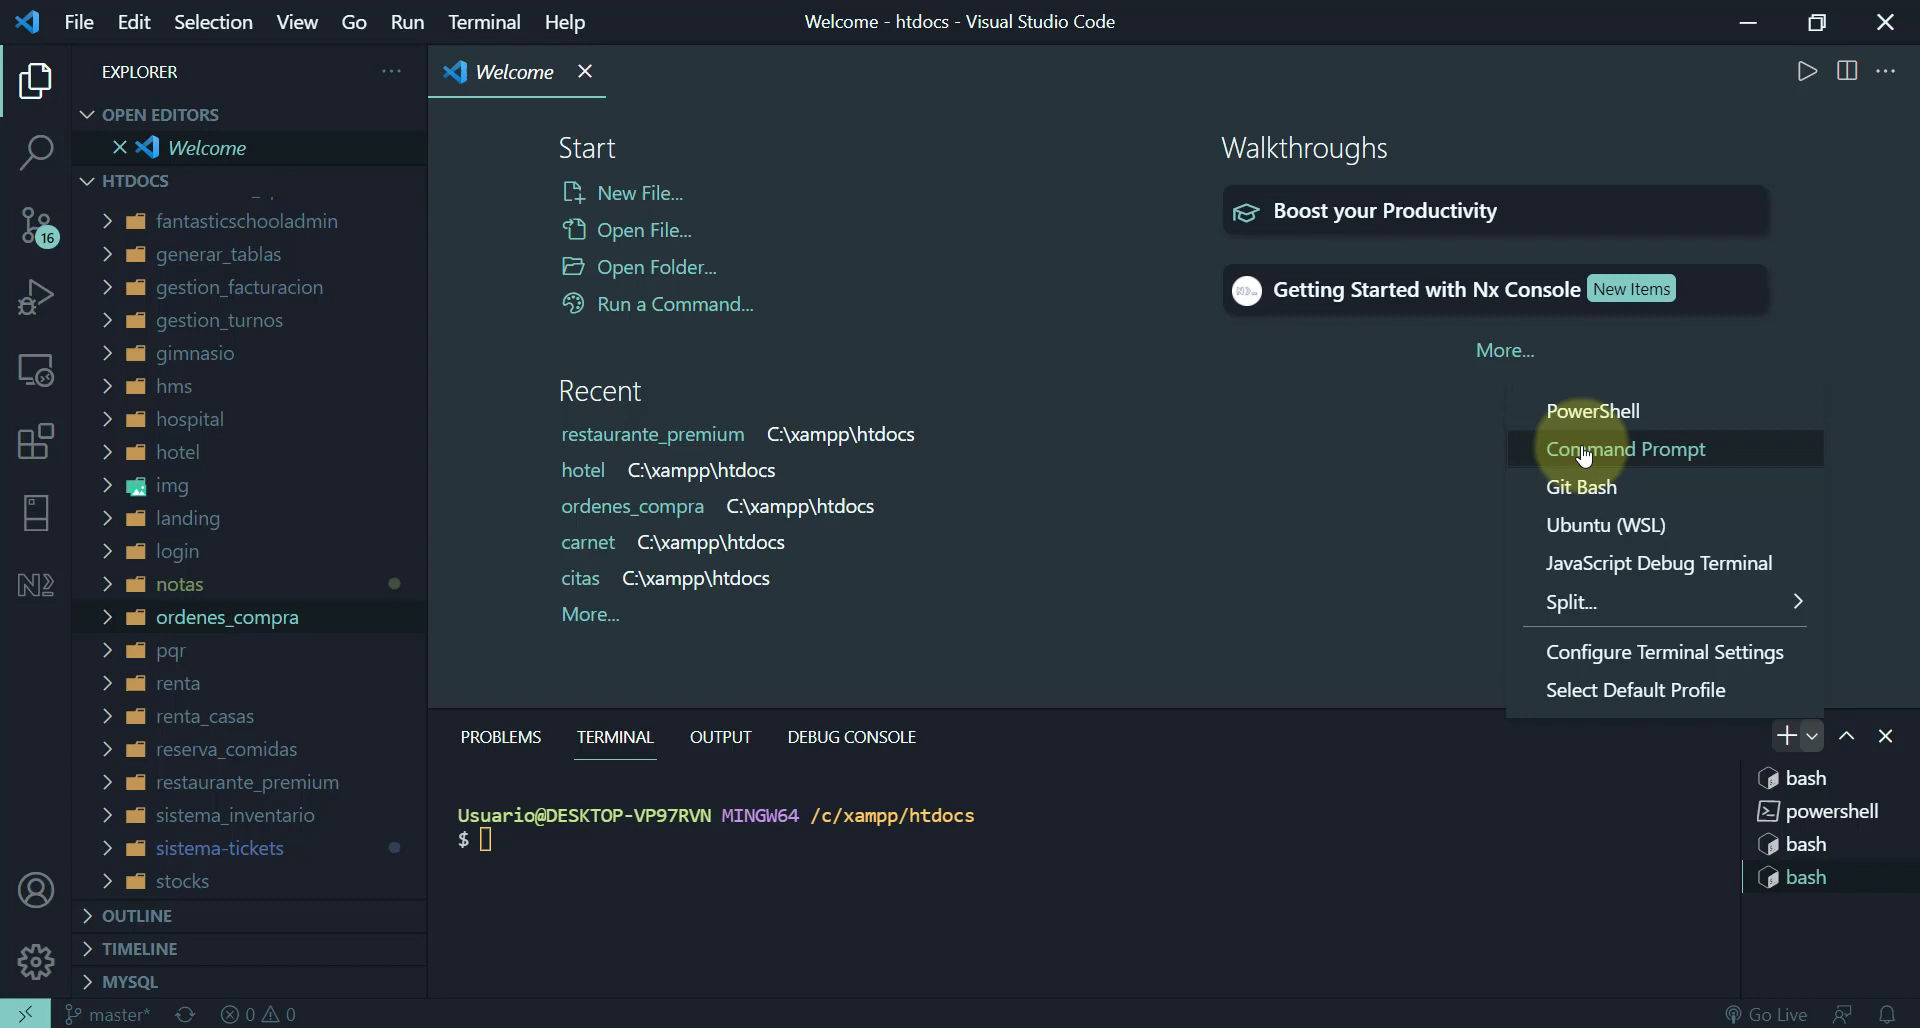 File Edit Selection View Go Run Terminal Help
Welcome - htdocs - Visual Studio Code
EXPLORER
OPEN EDITORS
Welcome
HTDOCS
fantasticschooladmin
generar_tablas
gestion_facturacion
gestion_turnos
gimnasio
hms
hospital
hotel
img
landing
login
notas
ordenes_compra
pqr
renta
renta_casas
reserva_comidas
restaurante_premium
sistema_inventario
sistema-tickets
stocks
OUTLINE
TIMELINE
MYSQL
16
Welcome
Start
New File...
Open File...
Open Folder...
Run a Command...
Recent
restaurante_premium C:\xampp\htdocs
hotel C:\xampp\htdocs
ordenes_compra C:\xampp\htdocs
carnet C:\xampp\htdocs
citas C:\xampp\htdocs
More...
Walkthroughs
Boost your Productivity
Getting Started with Nx Console New Items
More...
PowerShell
Command Prompt
Git Bash
Ubuntu (WSL)
JavaScript Debug Terminal
Split...
Configure Terminal Settings
Select Default Profile
PROBLEMS TERMINAL OUTPUT DEBUG CONSOLE
Usuario@DESKTOP-VP97RVN MINGW64 /c/xampp/htdocs
$
bash
powershell
bash
bash
master* 0 0
Go Live